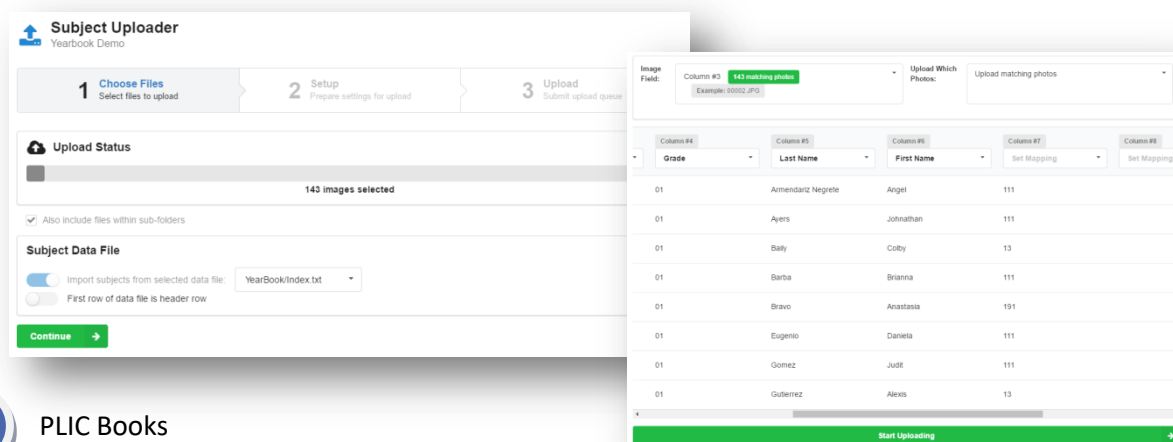 Subject Uploader
Yearbook Demo
1 Choose Files
Select files to upload
2 Setup
Prepare settings for upload
3 Upload
Submit upload queue
Upload Status
143 images selected
Also include files within sub-folders
Subject Data File
Import subjects from selected data file: YearBook/Index.txt
First row of data file is header row
Continue
Image Field: Column #3 143 matching photos
Example: 00002.JPG
Upload Which Photos: Upload matching photos
Column #4 Column #5 Column #6 Column #7 Column #8
Grade Last Name First Name Set Mapping Set Mapping
01 Armendariz Negrete Angel 111
01 Ayers Johnathan 111
01 Baily Colby 13
01 Barba Brianna 111
01 Bravo Anastasia 191
01 Eugenio Daniela 111
01 Gomez Judit 111
01 Gutierrez Alexis 13
Start Uploading
PLIC Books